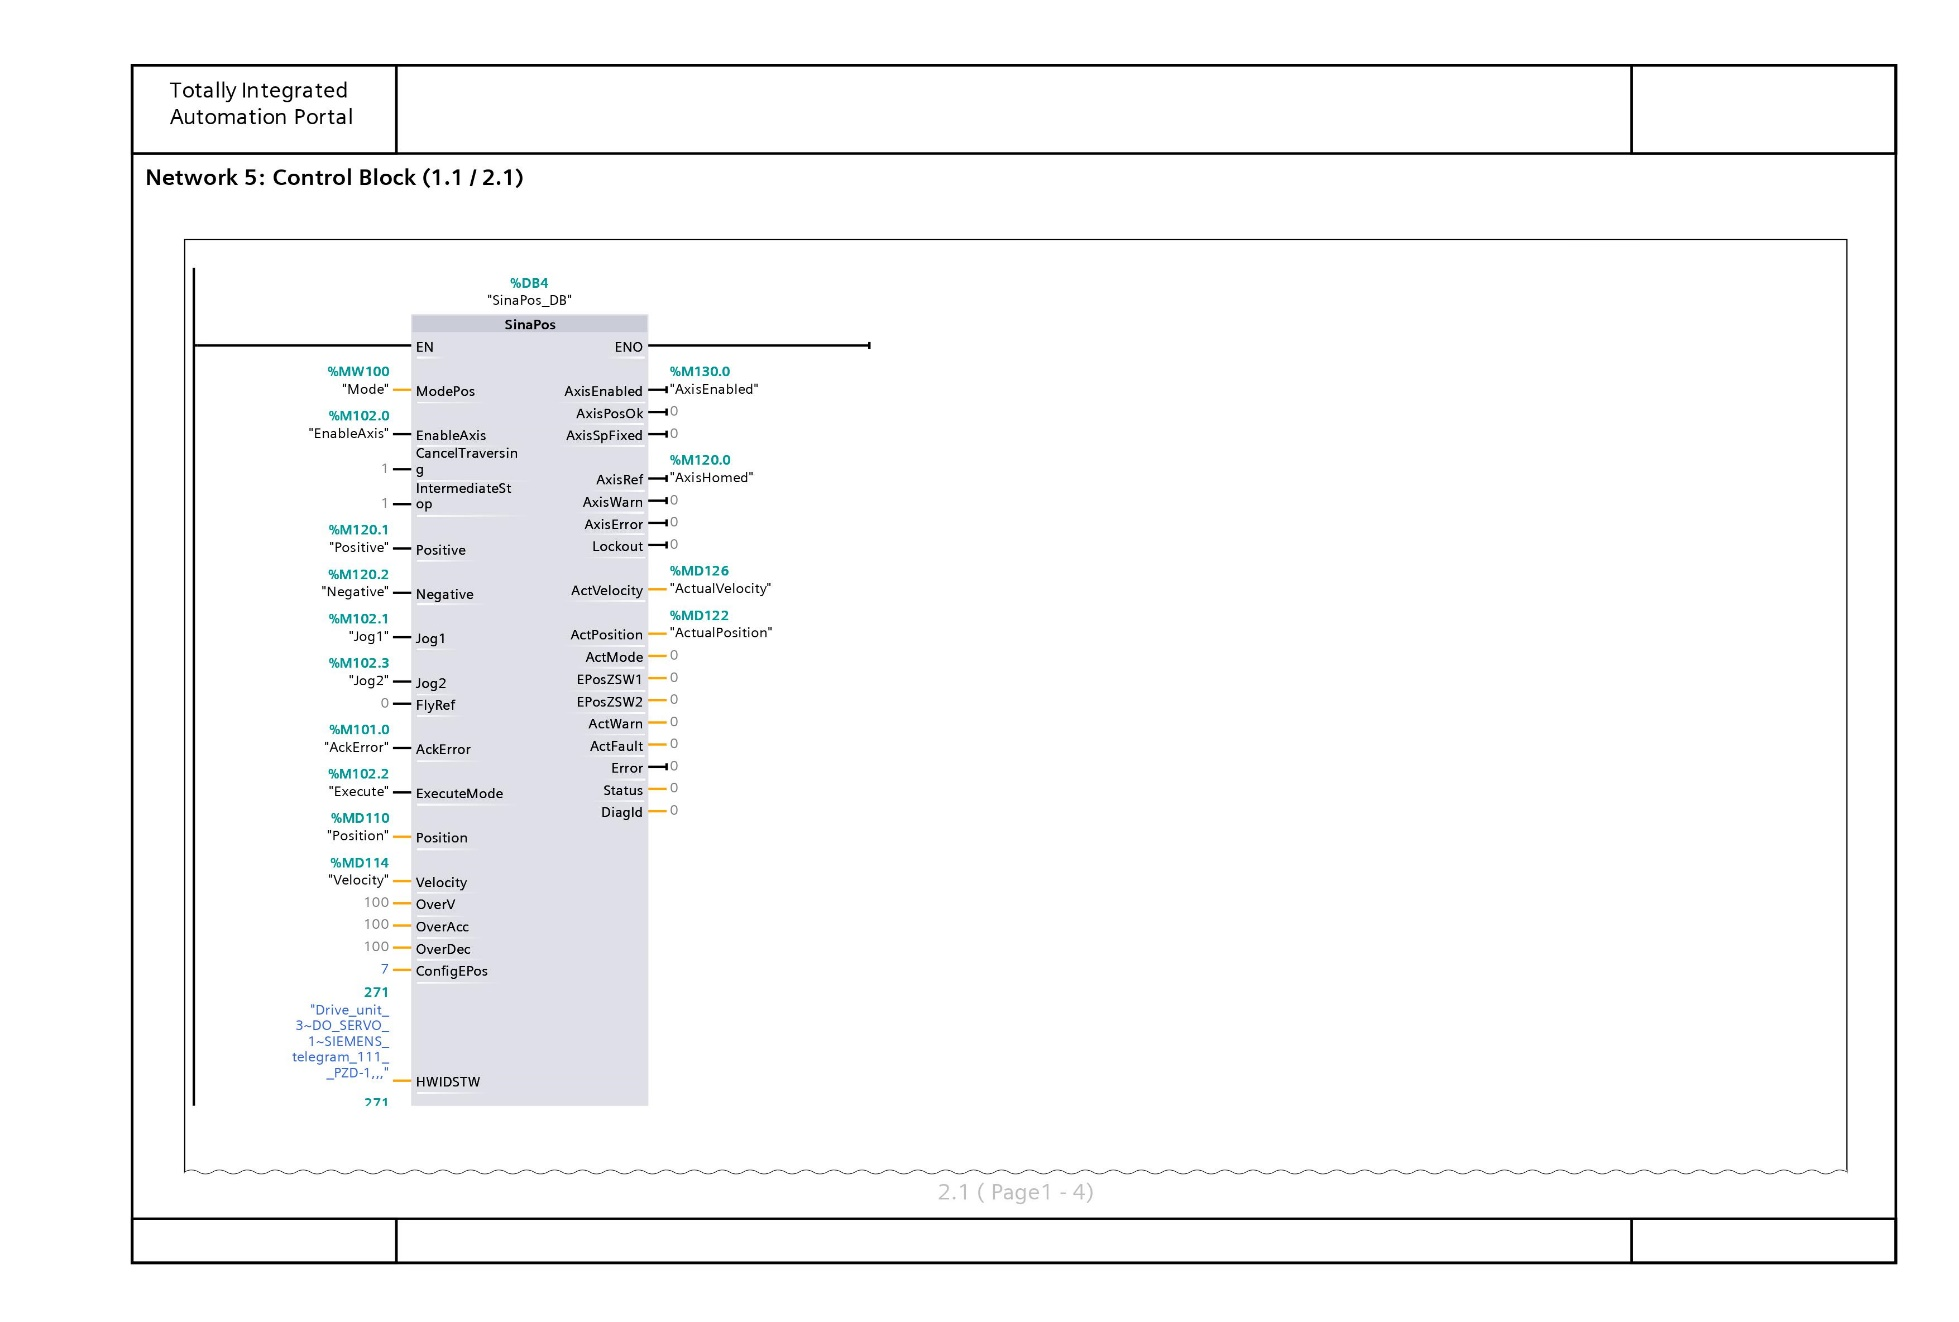 Totally Integrated
Automation Portal
Network 5: Control Block (1.1 / 2.1)
%DB4
"SinaPos_DB"
SinaPos
EN ENO
%MW100 %M130.0
"Mode" ModePos AxisEnabled "AxisEnabled"
%M102.0 AxisPosOk 0
"EnableAxis" EnableAxis AxisSpFixed 0
CancelTraversin %M120.0
1 g AxisRef "AxisHomed"
IntermediateSt AxisWarn 0
1 op AxisError 0
%M120.1
"Positive" Positive Lockout 0
%M120.2 %MD126
"Negative" Negative ActVelocity "ActualVelocity"
%M102.1 %MD122
"Jog1" Jog1 ActPosition "ActualPosition"
%M102.3 ActMode 0
"Jog2" Jog2 EPosZSW1 0
0 FlyRef EPosZSW2 0
%M101.0 ActWarn 0
"AckError" AckError ActFault 0
%M102.2 Error 0
"Execute" ExecuteMode Status 0
%MD110 DiagId 0
"Position" Position
%MD114
"Velocity" Velocity
100 OverV
100 OverAcc
100 OverDec
7 ConfigEPos
271
"Drive_unit_
3~DO_SERVO_
1~SIEMENS_
telegram_111_
_PZD-1,,,"
HWIDSTW
271
2.1 ( Page1 - 4)